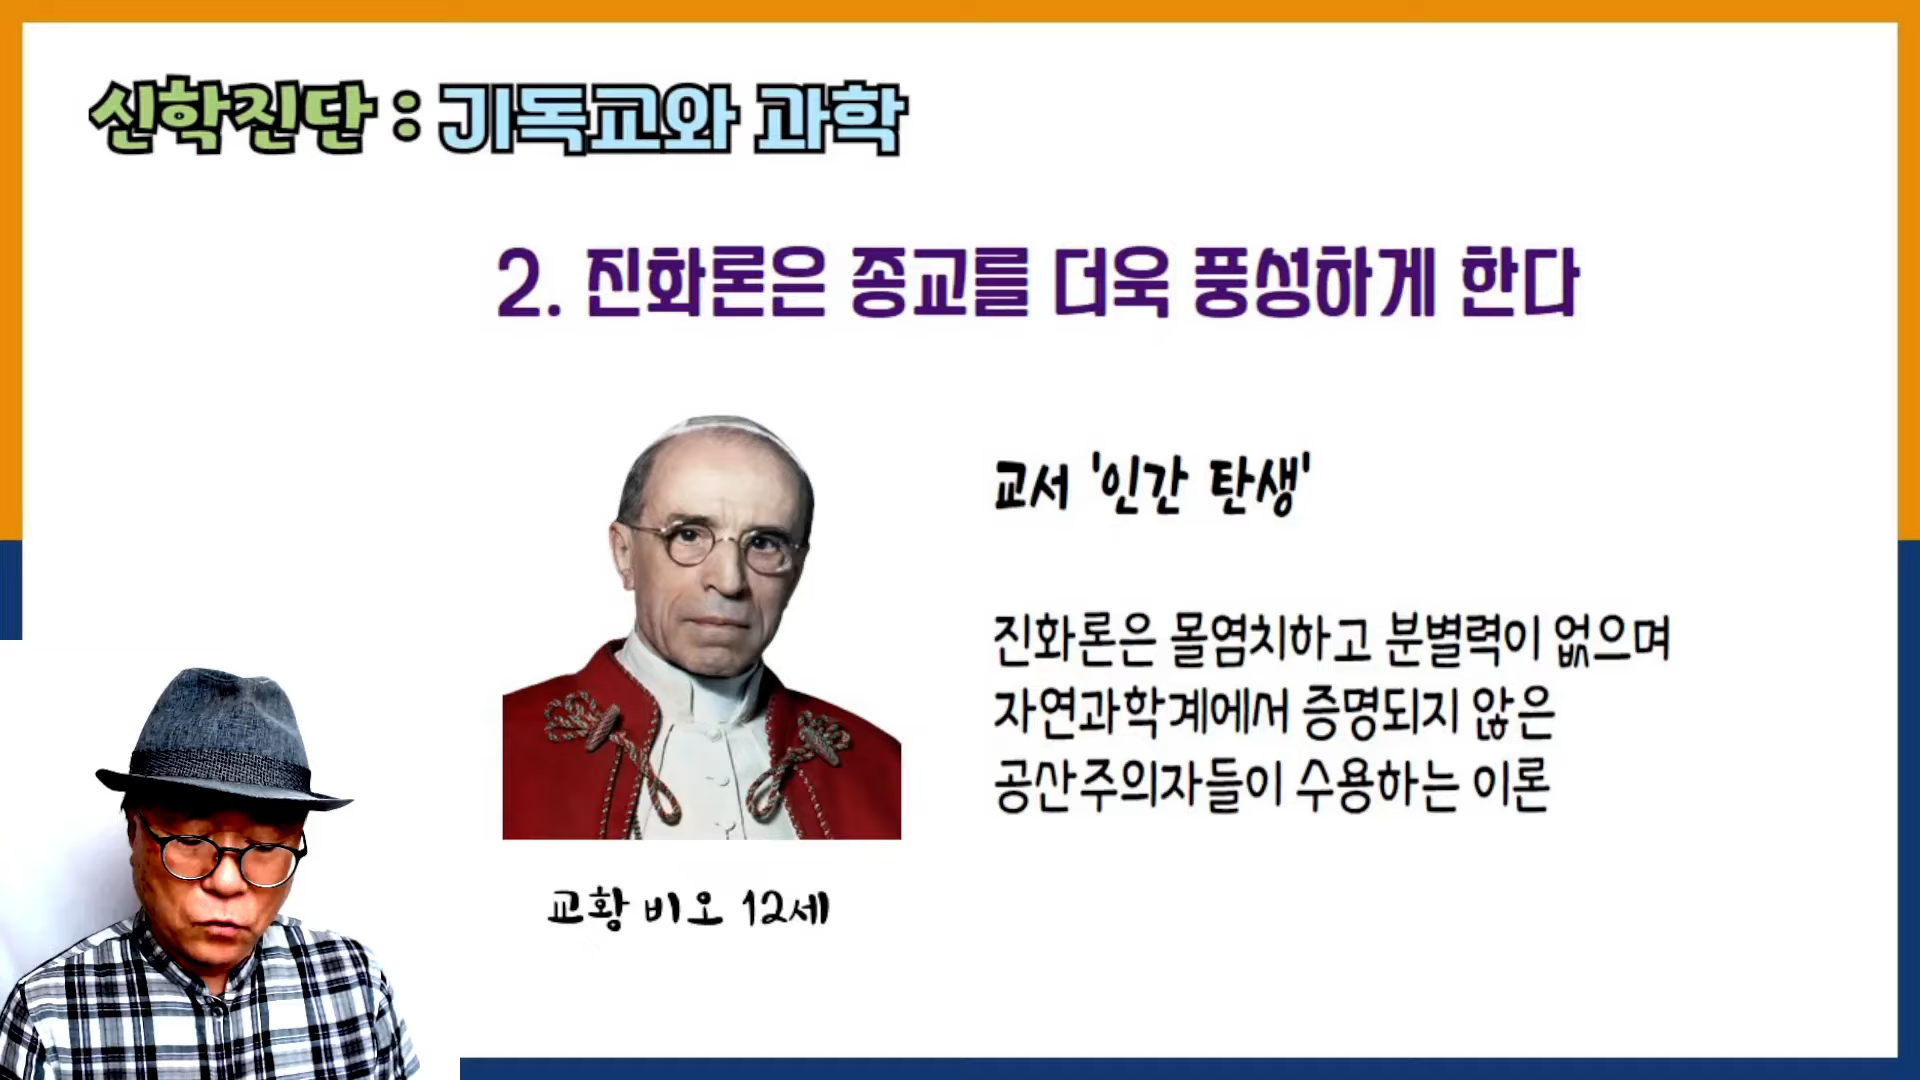 신학진단 : 기독교와 과학
2. 진화론은 종교를 더욱 풍성하게 한다
교서 '인간 탄생'
진화론은 몰염치하고 분별력이 없으며
자연과학계에서 증명되지 않은
공산주의자들이 수용하는 이론
교황 비오 12세